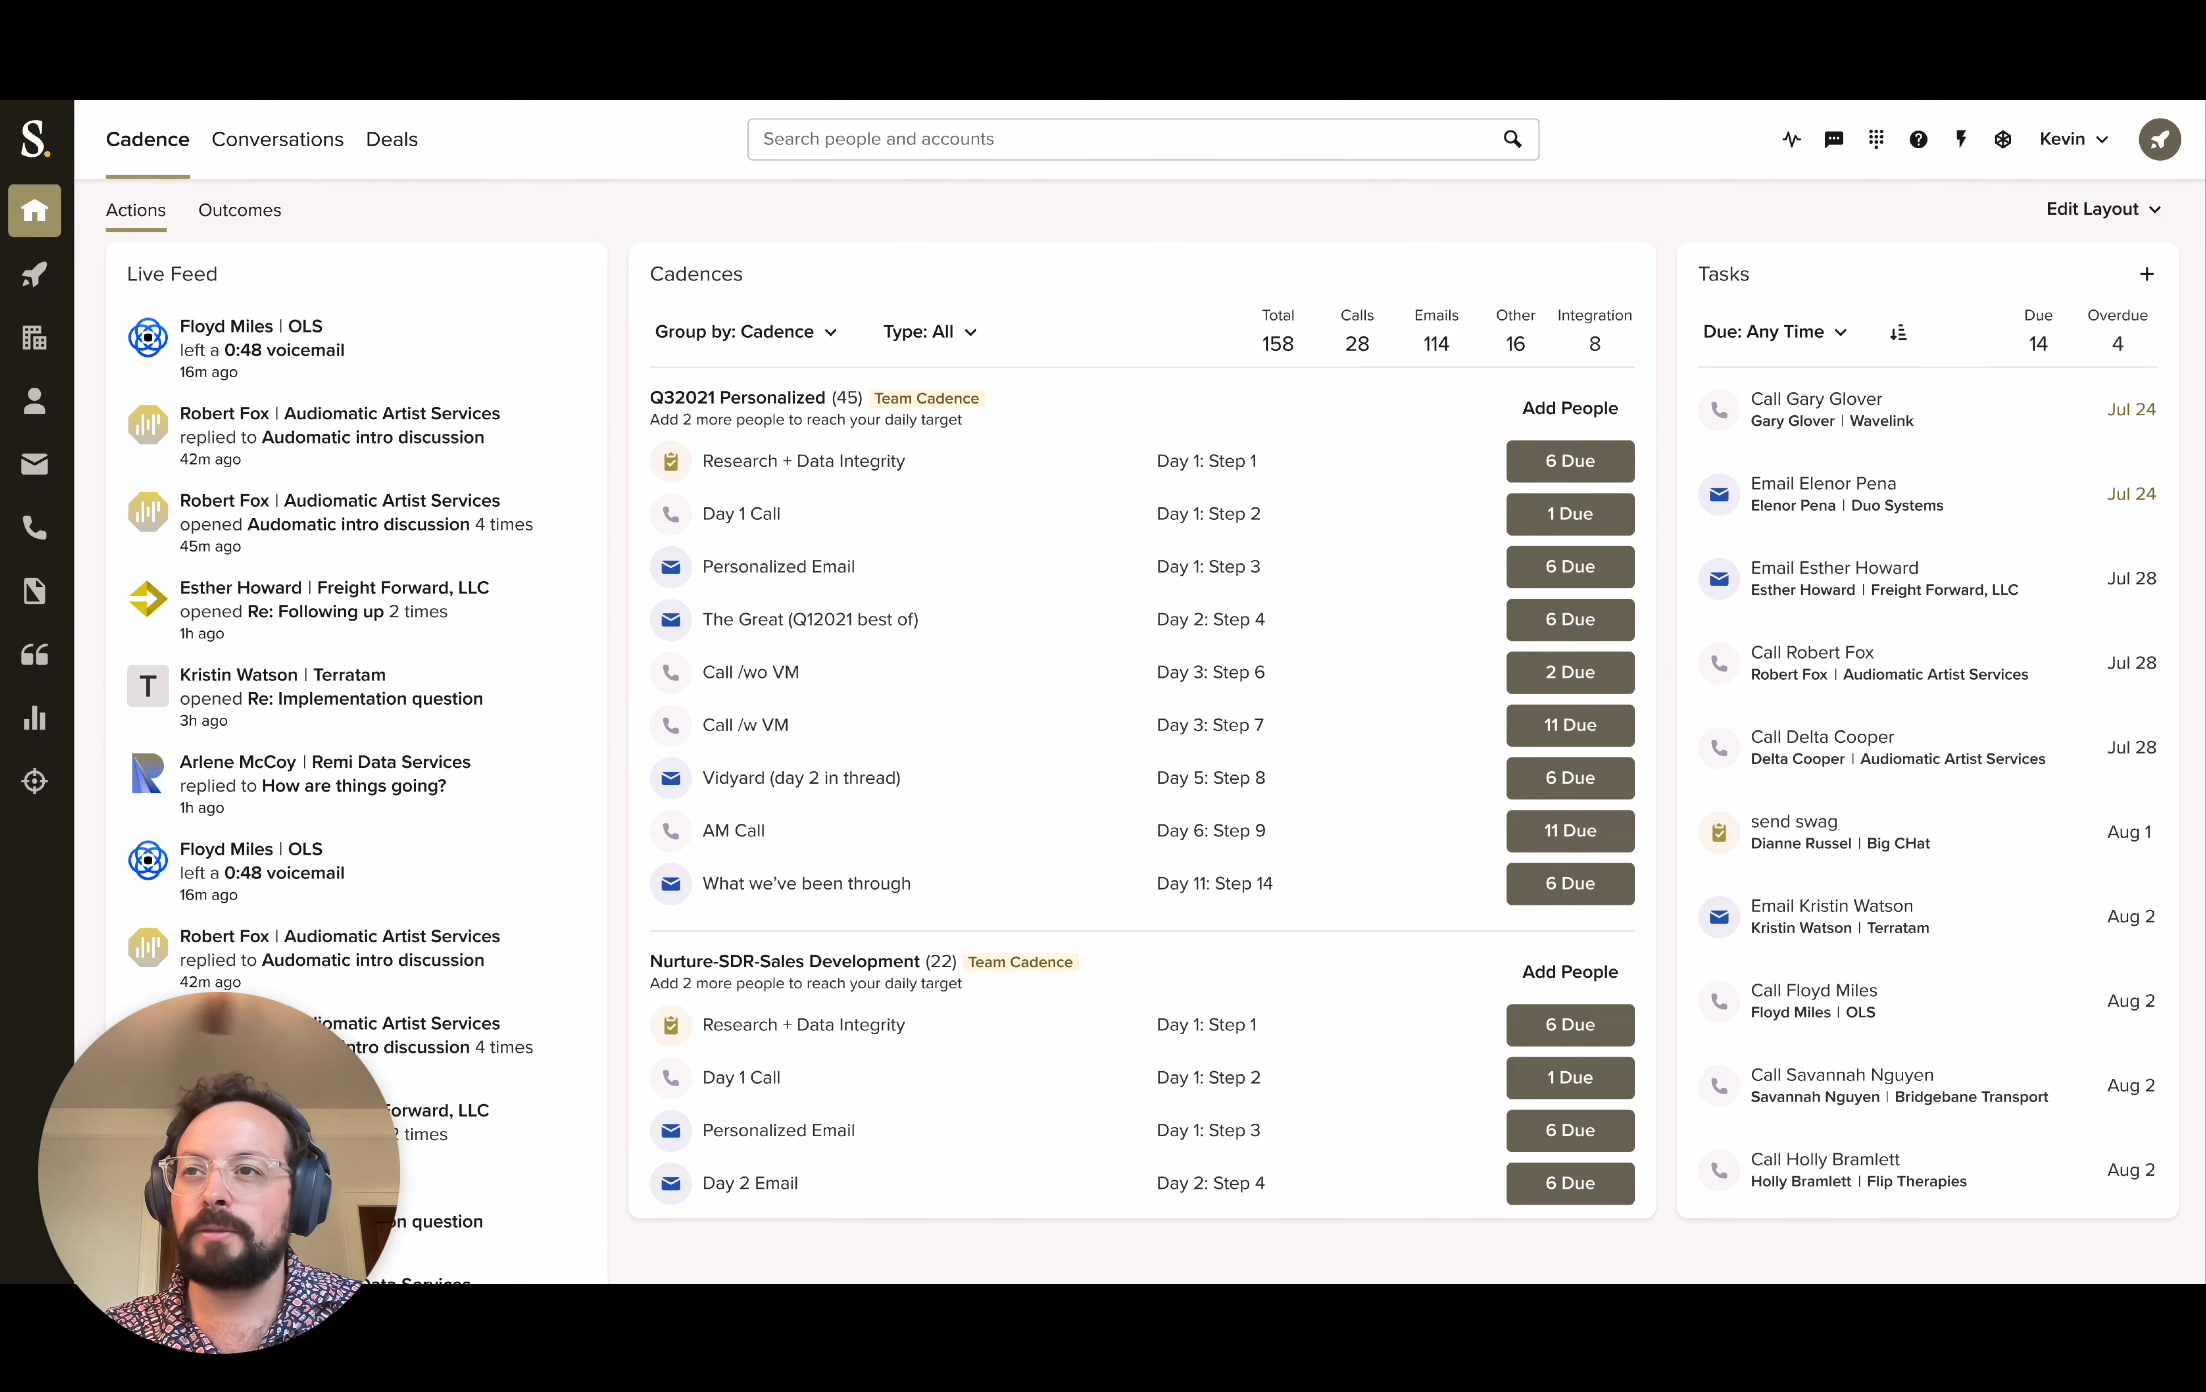 S.
Cadence
Conversations
Deals
Search people and accounts
Kevin
Actions
Outcomes
Edit Layout
Live Feed
Floyd Miles | OLS
left a 0:48 voicemail
16m ago
Robert Fox | Audiomatic Artist Services
replied to Audomatic intro discussion
42m ago
Robert Fox | Audiomatic Artist Services
opened Audomatic intro discussion 4 times
45m ago
Esther Howard | Freight Forward, LLC
opened Re: Following up 2 times
1h ago
T
Kristin Watson | Terratam
opened Re: Implementation question
3h ago
Arlene McCoy | Remi Data Services
replied to How are things going?
1h ago
Floyd Miles | OLS
left a 0:48 voicemail
16m ago
Robert Fox | Audiomatic Artist Services
replied to Audomatic intro discussion
42m ago
Artist Services
discussion 4 times
LLC
times
question
Cadences
Group by: Cadence
Type: All
Total
158
Calls
28
Emails
114
Other
16
Integration
8
Q32021 Personalized (45) Team Cadence
Add 2 more people to reach your daily target
Add People
Research + Data Integrity Day 1: Step 1 6 Due
Day 1 Call Day 1: Step 2 1 Due
Personalized Email Day 1: Step 3 6 Due
The Great (Q12021 best of) Day 2: Step 4 6 Due
Call /wo VM Day 3: Step 6 2 Due
Call /w VM Day 3: Step 7 11 Due
Vidyard (day 2 in thread) Day 5: Step 8 6 Due
AM Call Day 6: Step 9 11 Due
What we've been through Day 11: Step 14 6 Due
Nurture-SDR-Sales Development (22) Team Cadence
Add 2 more people to reach your daily target
Add People
Research + Data Integrity Day 1: Step 1 6 Due
Day 1 Call Day 1: Step 2 1 Due
Personalized Email Day 1: Step 3 6 Due
Day 2 Email Day 2: Step 4 6 Due
Tasks
Due: Any Time
Due
14
Overdue
4
Call Gary Glover
Gary Glover | Wavelink
Jul 24
Email Elenor Pena
Elenor Pena | Duo Systems
Jul 24
Email Esther Howard
Esther Howard | Freight Forward, LLC
Jul 28
Call Robert Fox
Robert Fox | Audiomatic Artist Services
Jul 28
Call Delta Cooper
Delta Cooper | Audiomatic Artist Services
Jul 28
send swag
Dianne Russel | Big CHat
Aug 1
Email Kristin Watson
Kristin Watson | Terratam
Aug 2
Call Floyd Miles
Floyd Miles | OLS
Aug 2
Call Savannah Nguyen
Savannah Nguyen | Bridgebane Transport
Aug 2
Call Holly Bramlett
Holly Bramlett | Flip Therapies
Aug 2